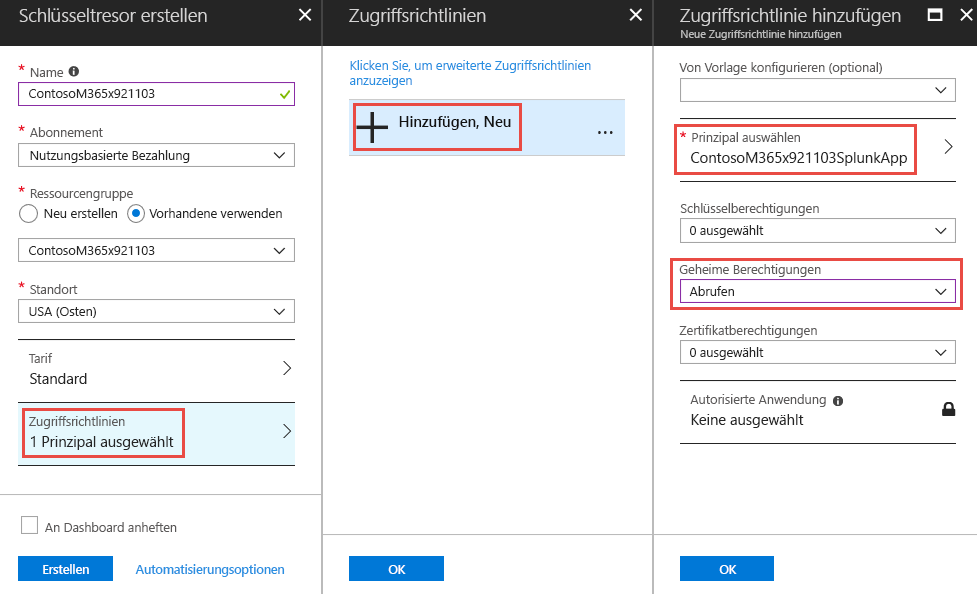 Schlüsseltresor erstellen
* Name
ContosoM365x921103
* Abonnement
Nutzungsbasierte Bezahlung
* Ressourcengruppe
Neu erstellen Vorhandene verwenden
ContosoM365x921103
* Standort
USA (Osten)
Tarif
Standard
Zugriffsrichtlinien
1 Prinzipal ausgewählt
An Dashboard anheften
Erstellen Automatisierungsoptionen
Zugriffsrichtlinien
Klicken Sie, um erweiterte Zugriffsrichtlinien
anzuzeigen
Hinzufügen, Neu
OK
Zugriffsrichtlinie hinzufügen
Neue Zugriffsrichtlinie hinzufügen
Von Vorlage konfigurieren (optional)
* Prinzipal auswählen
ContosoM365x921103SplunkApp
Schlüsselberechtigungen
0 ausgewählt
Geheime Berechtigungen
Abrufen
Zertifikatberechtigungen
0 ausgewählt
Autorisierte Anwendung
Keine ausgewählt
OK